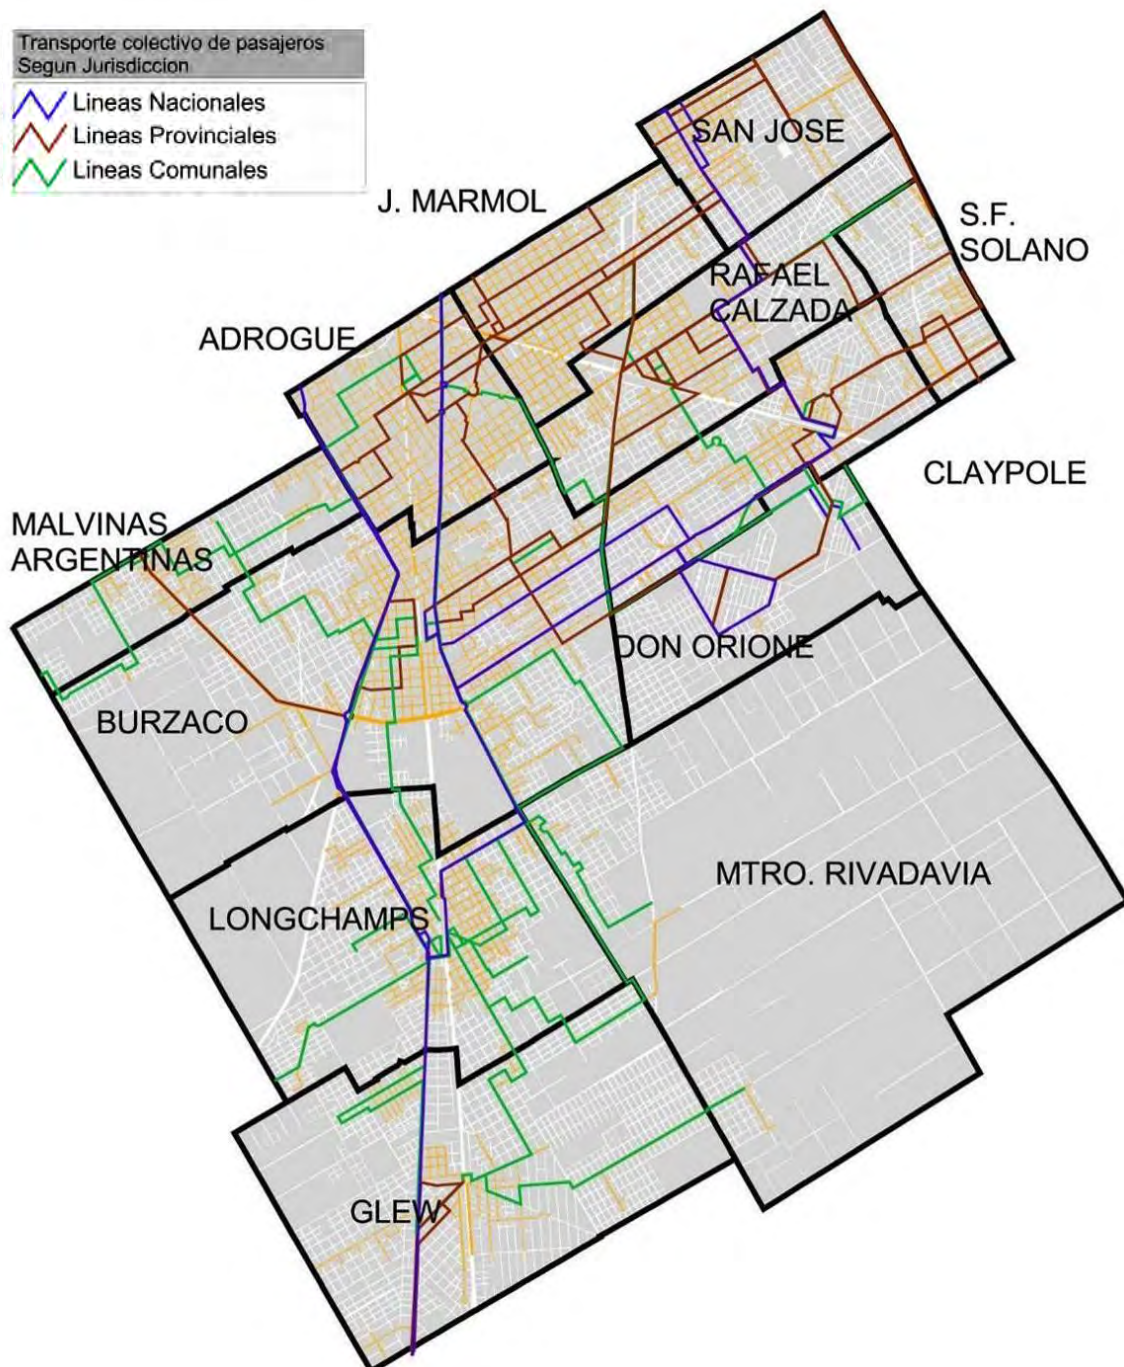 Transporte colectivo de pasajeros
Segun Jurisdiccion
Lineas Nacionales
Lineas Provinciales
Lineas Comunales
SAN JOSE
J. MARMOL
S.F.
SOLANO
RAFAEL
CALZADA
ADROGUE
CLAYPOLE
MALVINAS
ARGENTINAS
DON ORIONE
BURZACO
MTRO. RIVADAVIA
LONGCHAMPS
GLEW